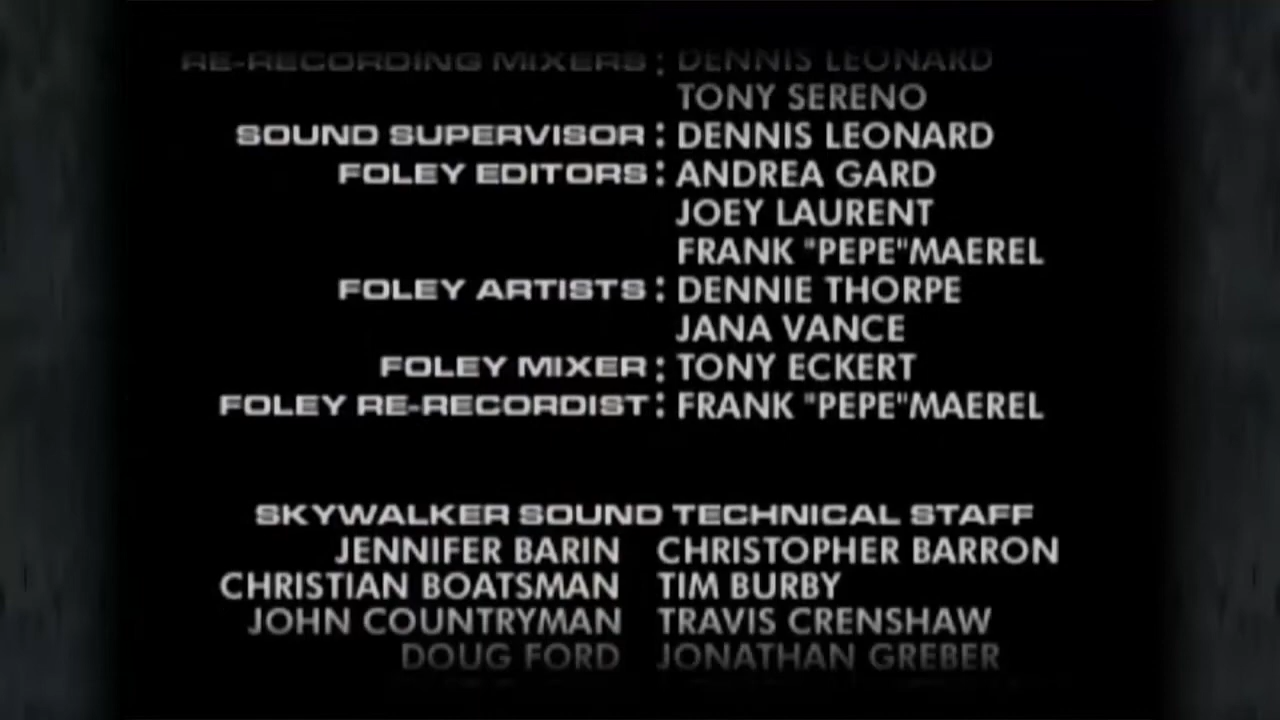 RE-RECORDING MIXERS : DENNIS LEONARD
TONY SERENO
SOUND SUPERVISOR : DENNIS LEONARD
FOLEY EDITORS : ANDREA GARD
JOEY LAURENT
FRANK "PEPE"MAEREL
FOLEY ARTISTS : DENNIE THORPE
JANA VANCE
FOLEY MIXER : TONY ECKERT
FOLEY RE-RECORDIST : FRANK "PEPE"MAEREL
SKYWALKER SOUND TECHNICAL STAFF
JENNIFER BARIN CHRISTOPHER BARRON
CHRISTIAN BOATSMAN TIM BURBY
JOHN COUNTRYMAN TRAVIS CRENSHAW
DOUG FORD JONATHAN GREBER